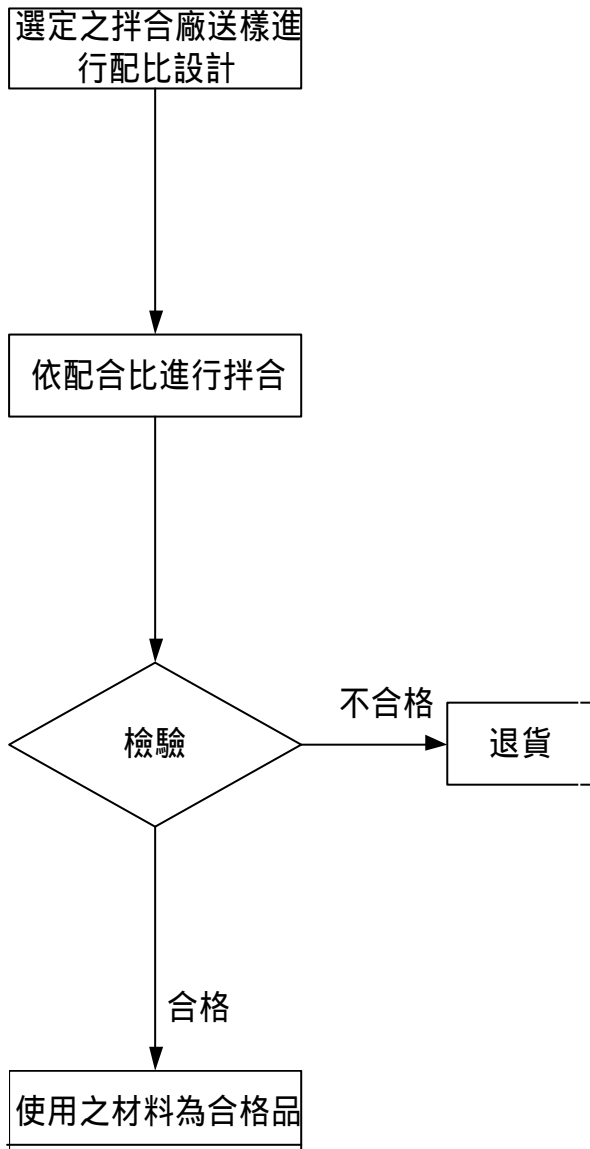 選定之拌合廠送樣進
行配比設計
依配合比進行拌合
檢驗
不合格
退貨
合格
使用之材料為合格品